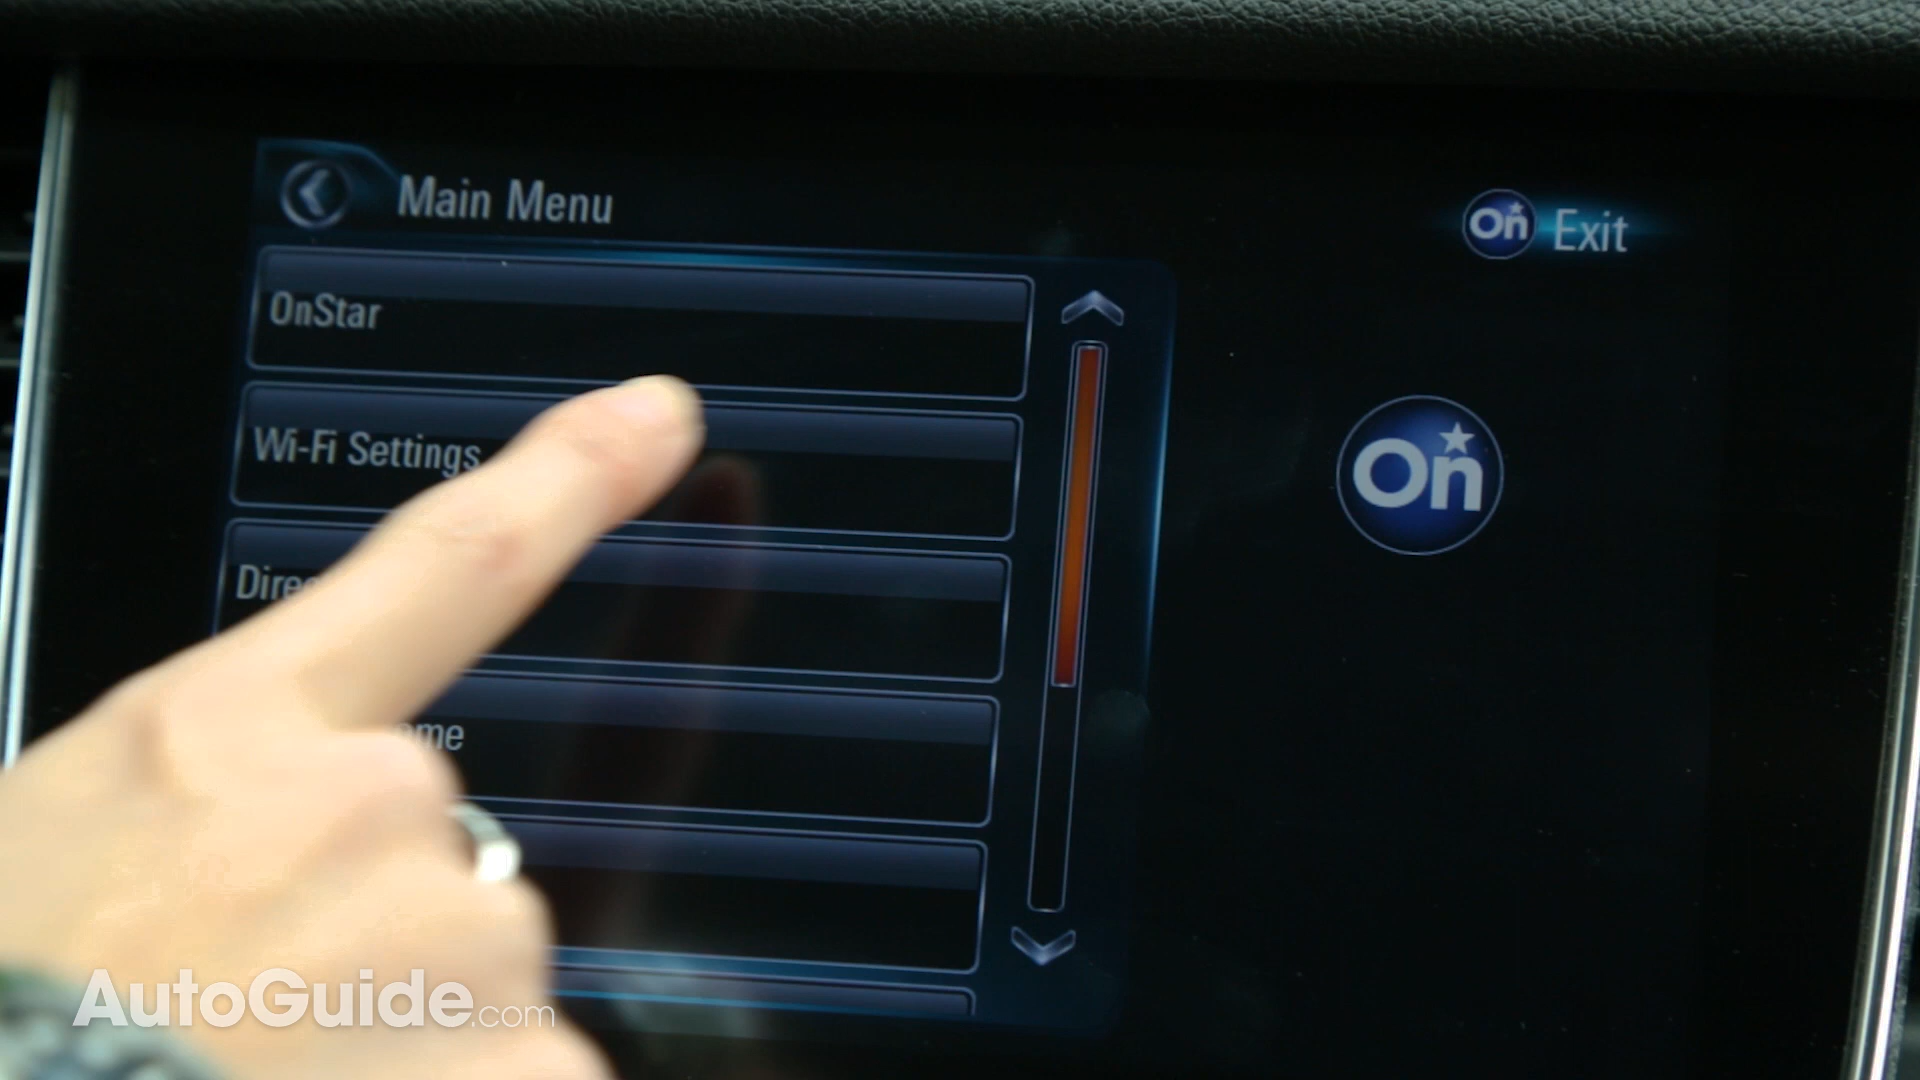 Main Menu
On Exit
OnStar
Wi-Fi Settings
On
AutoGuide.com